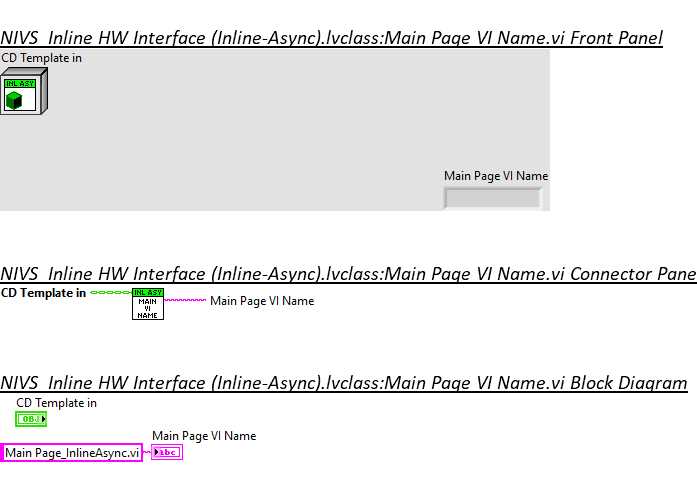 NIVS  Inline HW Interface (Inline-Async).lvclass:Main Page VI Name.vi Front Panel
CD Template in
INL ASY
Main Page VI Name
NIVS  Inline HW Interface (Inline-Async).lvclass:Main Page VI Name.vi Connector Pane
CD Template in
INL ASY
MAIN
VI
NAME
Main Page VI Name
NIVS  Inline HW Interface (Inline-Async).lvclass:Main Page VI Name.vi Block Diagram
CD Template in
OBJ
Main Page VI Name
Main Page_InlineAsync.vi
abc